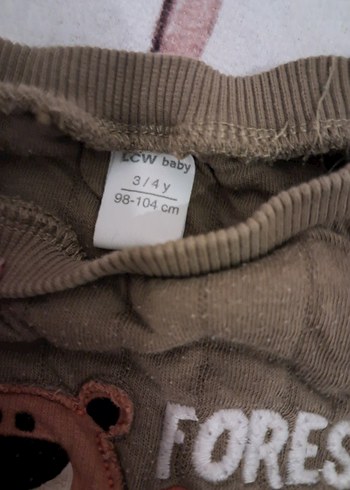 LCW baby
3/4 y
98-104 cm
FORES